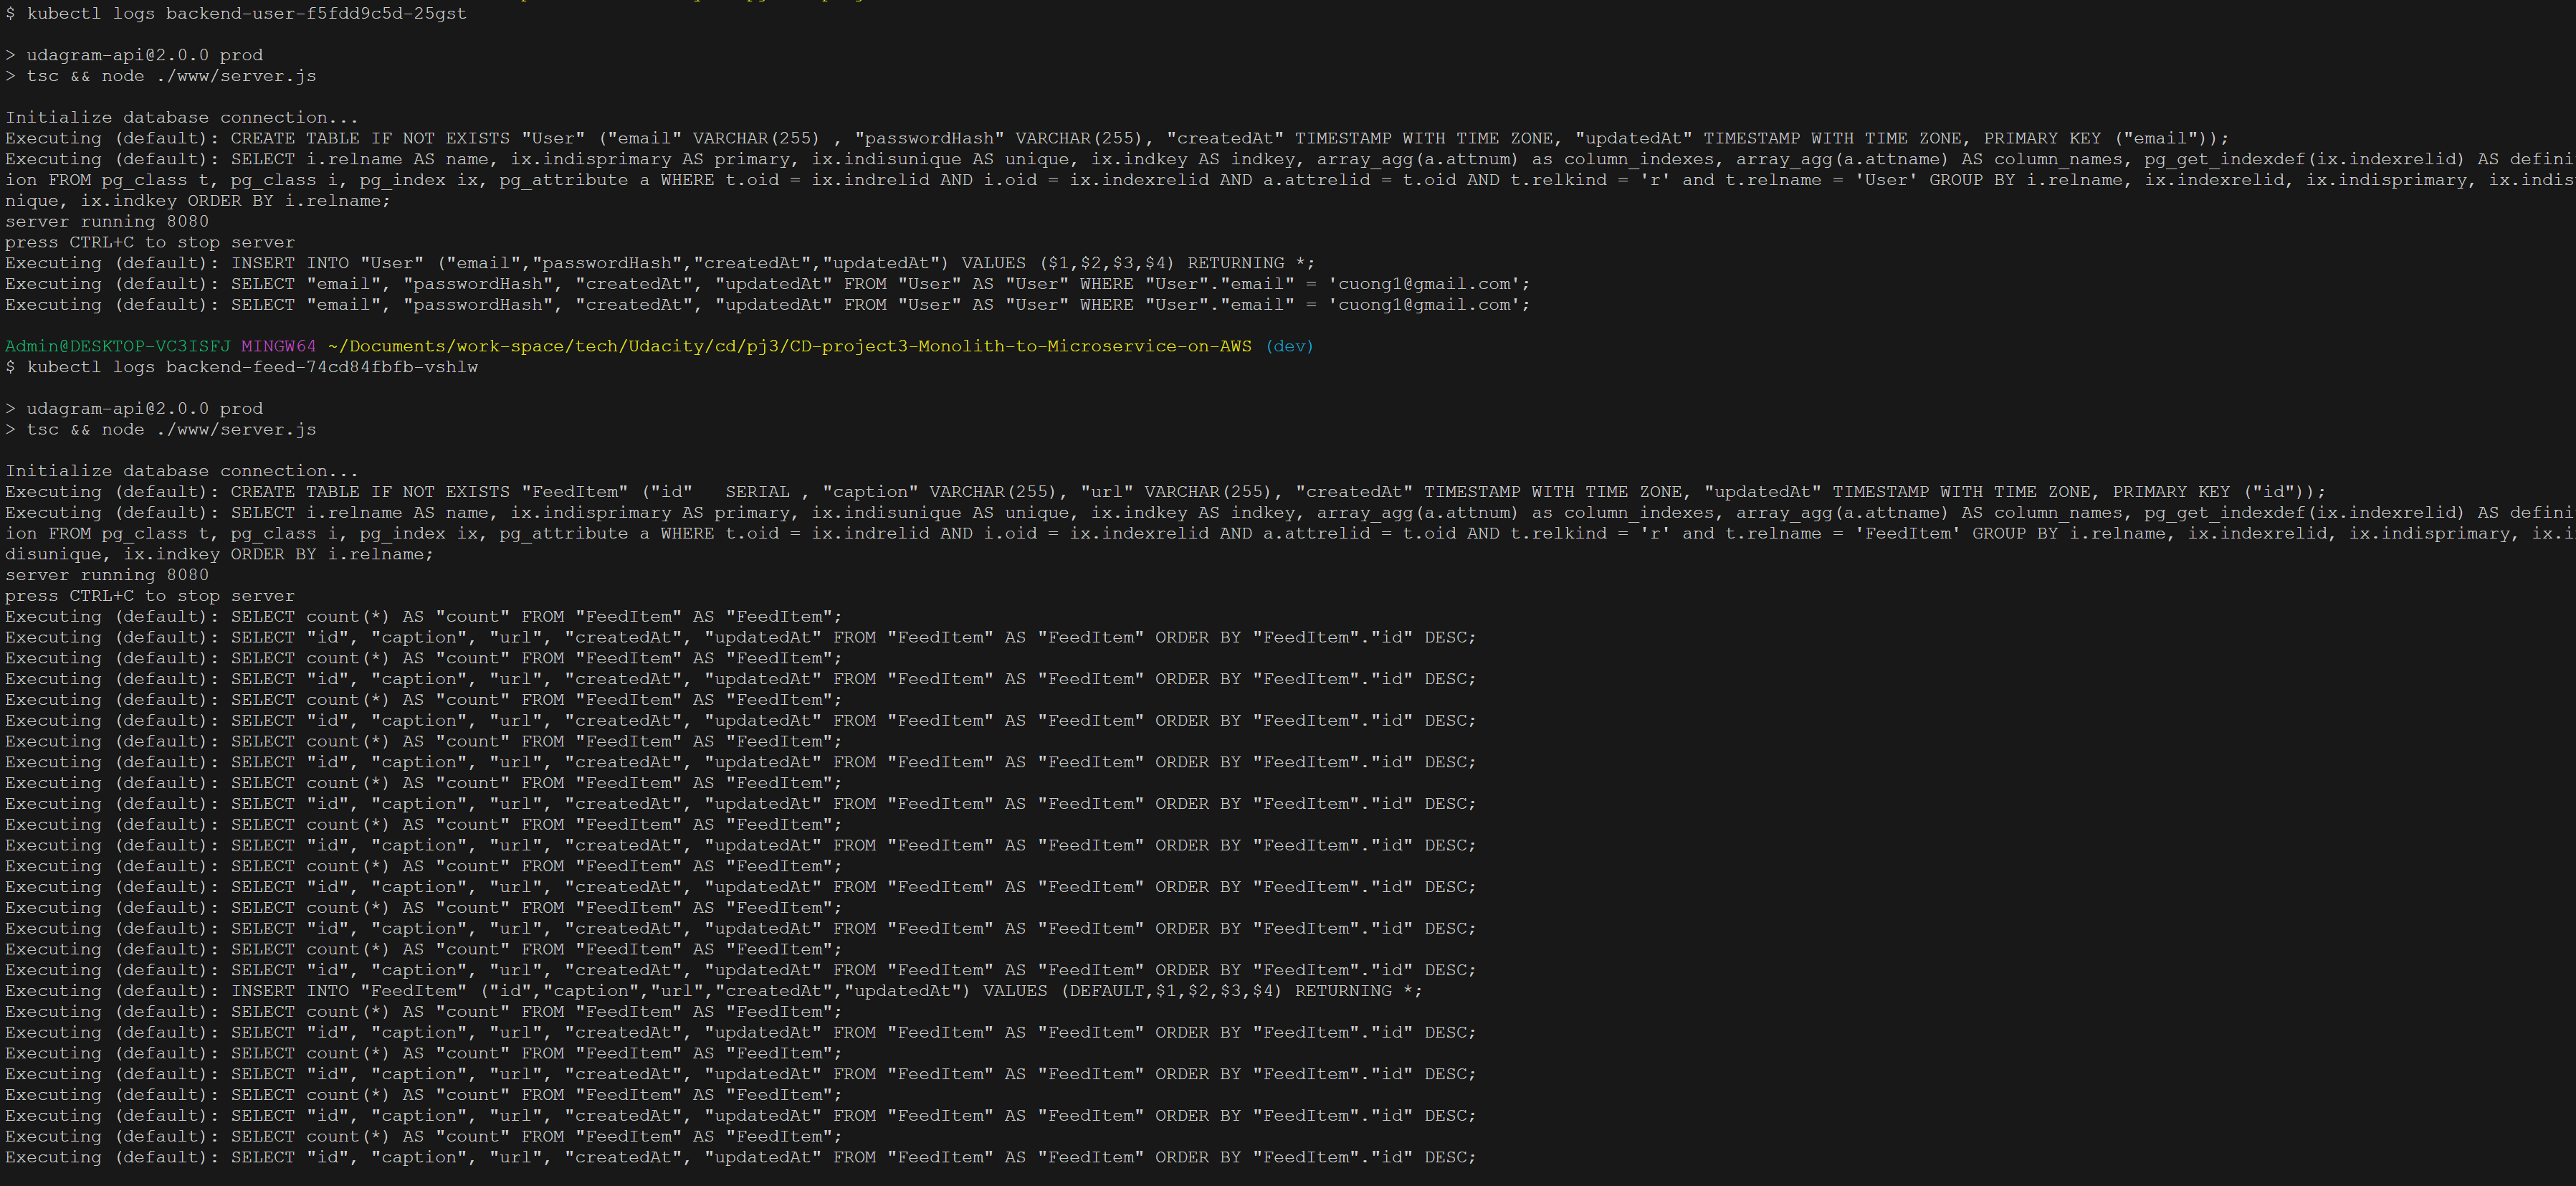 $ kubectl logs backend-user-f5fdd9c5d-25gst
> udagram-api@2.0.0 prod
> tsc && node ./www/server.js
Initialize database connection...
Executing (default): CREATE TABLE IF NOT EXISTS "User" ("email" VARCHAR(255) , "passwordHash" VARCHAR(255), "createdAt" TIMESTAMP WITH TIME ZONE, "updatedAt" TIMESTAMP WITH TIME ZONE, PRIMARY KEY ("email"));
Executing (default): SELECT i.relname AS name, ix.indisprimary AS primary, ix.indisunique AS unique, ix.indkey AS indkey, array_agg(a.attnum) as column_indexes, array_agg(a.attname) AS column_names, pg_get_indexdef(ix.indexrelid) AS defini
ion FROM pg_class t, pg_class i, pg_index ix, pg_attribute a WHERE t.oid = ix.indrelid AND i.oid = ix.indexrelid AND a.attrelid = t.oid AND t.relkind = 'r' and t.relname = 'User' GROUP BY i.relname, ix.indexrelid, ix.indisprimary, ix.indis
nique, ix.indkey ORDER BY i.relname;
server running 8080
press CTRL+C to stop server
Executing (default): INSERT INTO "User" ("email","passwordHash","createdAt","updatedAt") VALUES ($1,$2,$3,$4) RETURNING *;
Executing (default): SELECT "email", "passwordHash", "createdAt", "updatedAt" FROM "User" AS "User" WHERE "User"."email" = 'cuong1@gmail.com';
Executing (default): SELECT "email", "passwordHash", "createdAt", "updatedAt" FROM "User" AS "User" WHERE "User"."email" = 'cuong1@gmail.com';
Admin@DESKTOP-VC3ISFJ MINGW64 ~/Documents/work-space/tech/Udacity/cd/pj3/CD-project3-Monolith-to-Microservice-on-AWS (dev)
$ kubectl logs backend-feed-74cd84fbfb-vshlw
> udagram-api@2.0.0 prod
> tsc && node ./www/server.js
Initialize database connection...
Executing (default): CREATE TABLE IF NOT EXISTS "FeedItem" ("id"   SERIAL , "caption" VARCHAR(255), "url" VARCHAR(255), "createdAt" TIMESTAMP WITH TIME ZONE, "updatedAt" TIMESTAMP WITH TIME ZONE, PRIMARY KEY ("id"));
Executing (default): SELECT i.relname AS name, ix.indisprimary AS primary, ix.indisunique AS unique, ix.indkey AS indkey, array_agg(a.attnum) as column_indexes, array_agg(a.attname) AS column_names, pg_get_indexdef(ix.indexrelid) AS defini
ion FROM pg_class t, pg_class i, pg_index ix, pg_attribute a WHERE t.oid = ix.indrelid AND i.oid = ix.indexrelid AND a.attrelid = t.oid AND t.relkind = 'r' and t.relname = 'FeedItem' GROUP BY i.relname, ix.indexrelid, ix.indisprimary, ix.i
disunique, ix.indkey ORDER BY i.relname;
server running 8080
press CTRL+C to stop server
Executing (default): SELECT count(*) AS "count" FROM "FeedItem" AS "FeedItem";
Executing (default): SELECT "id", "caption", "url", "createdAt", "updatedAt" FROM "FeedItem" AS "FeedItem" ORDER BY "FeedItem"."id" DESC;
Executing (default): SELECT count(*) AS "count" FROM "FeedItem" AS "FeedItem";
Executing (default): SELECT "id", "caption", "url", "createdAt", "updatedAt" FROM "FeedItem" AS "FeedItem" ORDER BY "FeedItem"."id" DESC;
Executing (default): SELECT count(*) AS "count" FROM "FeedItem" AS "FeedItem";
Executing (default): SELECT "id", "caption", "url", "createdAt", "updatedAt" FROM "FeedItem" AS "FeedItem" ORDER BY "FeedItem"."id" DESC;
Executing (default): SELECT count(*) AS "count" FROM "FeedItem" AS "FeedItem";
Executing (default): SELECT "id", "caption", "url", "createdAt", "updatedAt" FROM "FeedItem" AS "FeedItem" ORDER BY "FeedItem"."id" DESC;
Executing (default): SELECT count(*) AS "count" FROM "FeedItem" AS "FeedItem";
Executing (default): SELECT "id", "caption", "url", "createdAt", "updatedAt" FROM "FeedItem" AS "FeedItem" ORDER BY "FeedItem"."id" DESC;
Executing (default): SELECT count(*) AS "count" FROM "FeedItem" AS "FeedItem";
Executing (default): SELECT "id", "caption", "url", "createdAt", "updatedAt" FROM "FeedItem" AS "FeedItem" ORDER BY "FeedItem"."id" DESC;
Executing (default): SELECT count(*) AS "count" FROM "FeedItem" AS "FeedItem";
Executing (default): SELECT "id", "caption", "url", "createdAt", "updatedAt" FROM "FeedItem" AS "FeedItem" ORDER BY "FeedItem"."id" DESC;
Executing (default): SELECT count(*) AS "count" FROM "FeedItem" AS "FeedItem";
Executing (default): SELECT "id", "caption", "url", "createdAt", "updatedAt" FROM "FeedItem" AS "FeedItem" ORDER BY "FeedItem"."id" DESC;
Executing (default): SELECT count(*) AS "count" FROM "FeedItem" AS "FeedItem";
Executing (default): SELECT "id", "caption", "url", "createdAt", "updatedAt" FROM "FeedItem" AS "FeedItem" ORDER BY "FeedItem"."id" DESC;
Executing (default): INSERT INTO "FeedItem" ("id","caption","url","createdAt","updatedAt") VALUES (DEFAULT,$1,$2,$3,$4) RETURNING *;
Executing (default): SELECT count(*) AS "count" FROM "FeedItem" AS "FeedItem";
Executing (default): SELECT "id", "caption", "url", "createdAt", "updatedAt" FROM "FeedItem" AS "FeedItem" ORDER BY "FeedItem"."id" DESC;
Executing (default): SELECT count(*) AS "count" FROM "FeedItem" AS "FeedItem";
Executing (default): SELECT "id", "caption", "url", "createdAt", "updatedAt" FROM "FeedItem" AS "FeedItem" ORDER BY "FeedItem"."id" DESC;
Executing (default): SELECT count(*) AS "count" FROM "FeedItem" AS "FeedItem";
Executing (default): SELECT "id", "caption", "url", "createdAt", "updatedAt" FROM "FeedItem" AS "FeedItem" ORDER BY "FeedItem"."id" DESC;
Executing (default): SELECT count(*) AS "count" FROM "FeedItem" AS "FeedItem";
Executing (default): SELECT "id", "caption", "url", "createdAt", "updatedAt" FROM "FeedItem" AS "FeedItem" ORDER BY "FeedItem"."id" DESC;